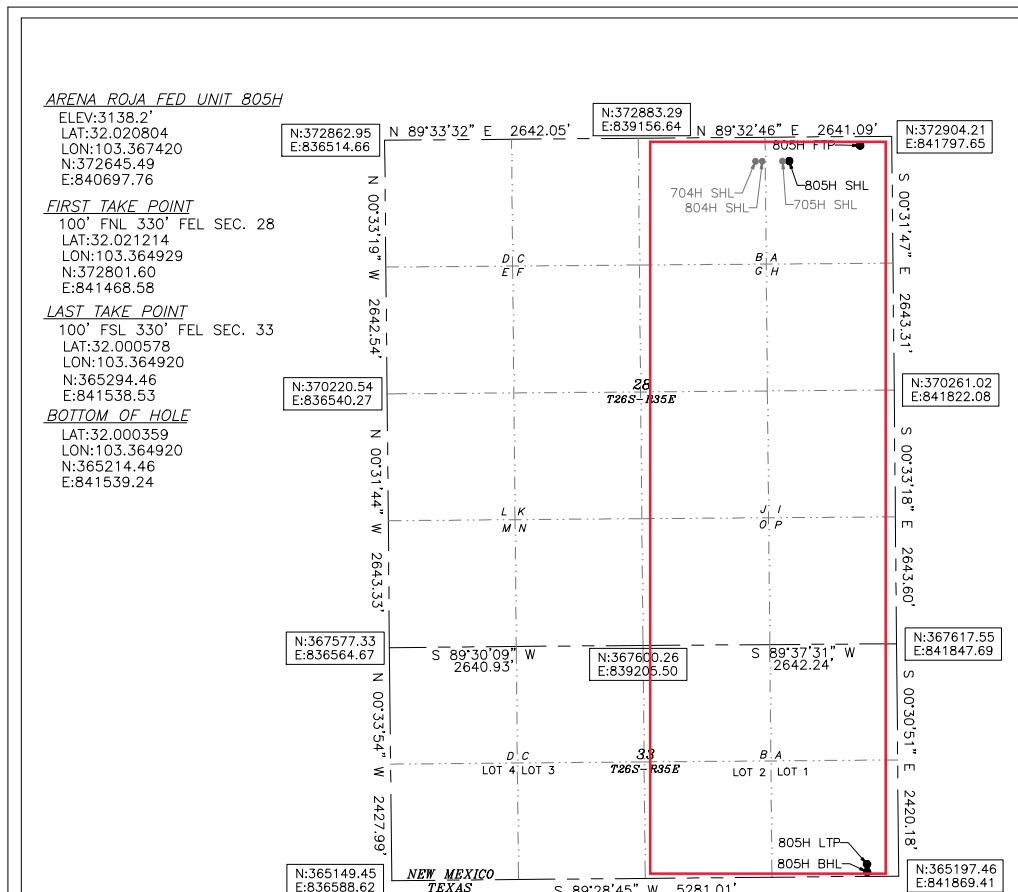 ARENA ROJA FED UNIT 805H
ELEV:3138.2'
LAT:32.020804
LON:103.367420
N:372645.49
E:840697.76
FIRST TAKE POINT
100' FNL 330' FEL SEC. 28
LAT:32.021214
LON:103.364929
N:372801.60
E:841468.58
LAST TAKE POINT
100' FSL 330' FEL SEC. 33
LAT:32.000578
LON:103.364920
N:365294.46
E:841538.53
BOTTOM OF HOLE
LAT:32.000359
LON:103.364920
N:365214.46
E:841539.24
N:372862.95
E:836514.66
N 89°33'32" E 2642.05'
N:372883.29
E:839156.64
N 89°32'46" E 2641.09'
N:372904.21
E:841797.65
805H FTP
704H SHL
804H SHL
805H SHL
705H SHL
N 00°33'19" W 2642.54'
S 00°31'47" E 2643.31'
D C
E F
B A
G H
N:370220.54
E:836540.27
28
T26S-R35E
N:370261.02
E:841822.08
N 00°31'44" W 2643.33'
S 00°33'18" E 2643.60'
L K
M N
J I
O P
N:367577.33
E:836564.67
S 89°30'09" W
2640.93'
N:367600.26
E:839205.50
S 89°37'31" W
2642.24'
N:367617.55
E:841847.69
N 00°33'54" W 2427.99'
S 00°30'51" E 2420.18'
D C
LOT 4 LOT 3
33
T26S-R35E
B A
LOT 2 LOT 1
805H LTP
805H BHL
N:365149.45
E:836588.62
NEW MEXICO
TEXAS
S 89°28'45" W 5281.01'
N:365197.46
E:841869.41